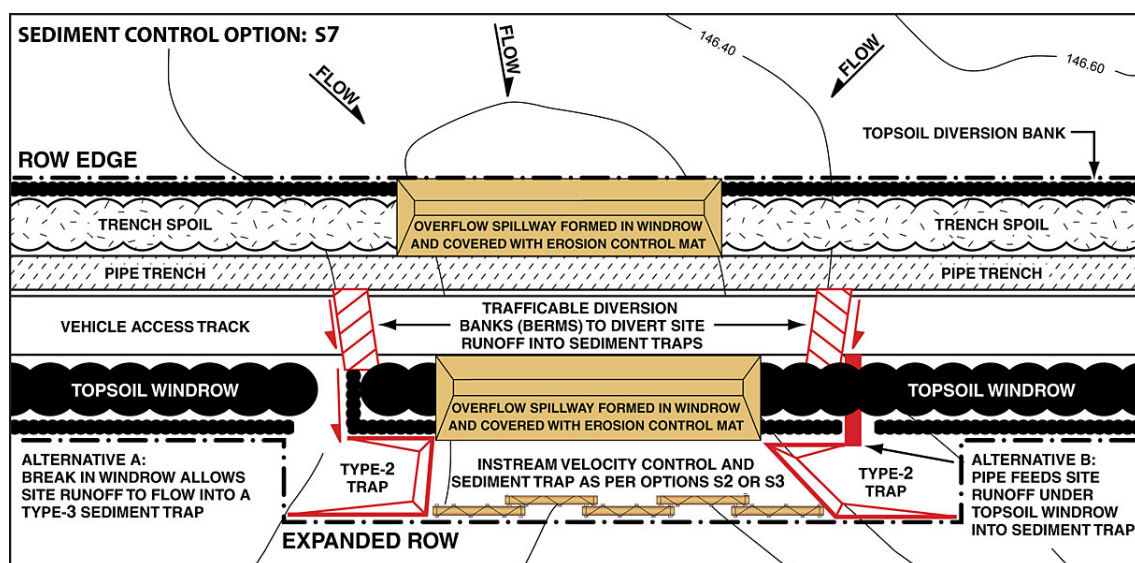 SEDIMENT CONTROL OPTION: S7
FLOW
FLOW
FLOW
146.40
146.60
TOPSOIL DIVERSION BANK
ROW EDGE
TRENCH SPOIL
OVERFLOW SPILLWAY FORMED IN WINDROW
AND COVERED WITH EROSION CONTROL MAT
TRENCH SPOIL
PIPE TRENCH
PIPE TRENCH
VEHICLE ACCESS TRACK
TRAFFICABLE DIVERSION
BANKS (BERMS) TO DIVERT SITE
RUNOFF INTO SEDIMENT TRAPS
TOPSOIL WINDROW
OVERFLOW SPILLWAY FORMED IN WINDROW
AND COVERED WITH EROSION CONTROL MAT
TOPSOIL WINDROW
ALTERNATIVE A:
BREAK IN WINDROW ALLOWS
SITE RUNOFF TO FLOW INTO A
TYPE-3 SEDIMENT TRAP
TYPE-2
TRAP
INSTREAM VELOCITY CONTROL AND
SEDIMENT TRAP AS PER OPTIONS S2 OR S3
TYPE-2
TRAP
ALTERNATIVE B:
PIPE FEEDS SITE
RUNOFF UNDER
TOPSOIL WINDROW
INTO SEDIMENT TRAP
EXPANDED ROW